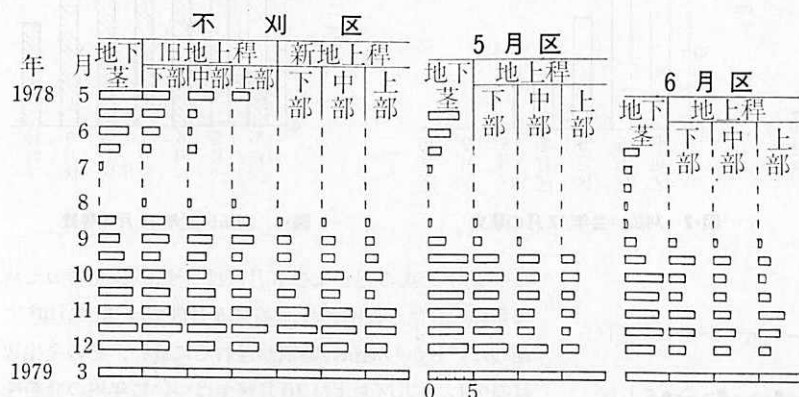 不刈区
年 月 地下茎 旧地上稈 新地上稈
下部 中部 上部 下部 中部 上部
1978 5
6
7
8
9
10
11
12
1979 3
5月区
地下茎 地上稈
下部 中部 上部
0 5
6月区
地下茎 地上稈
下部 中部 上部